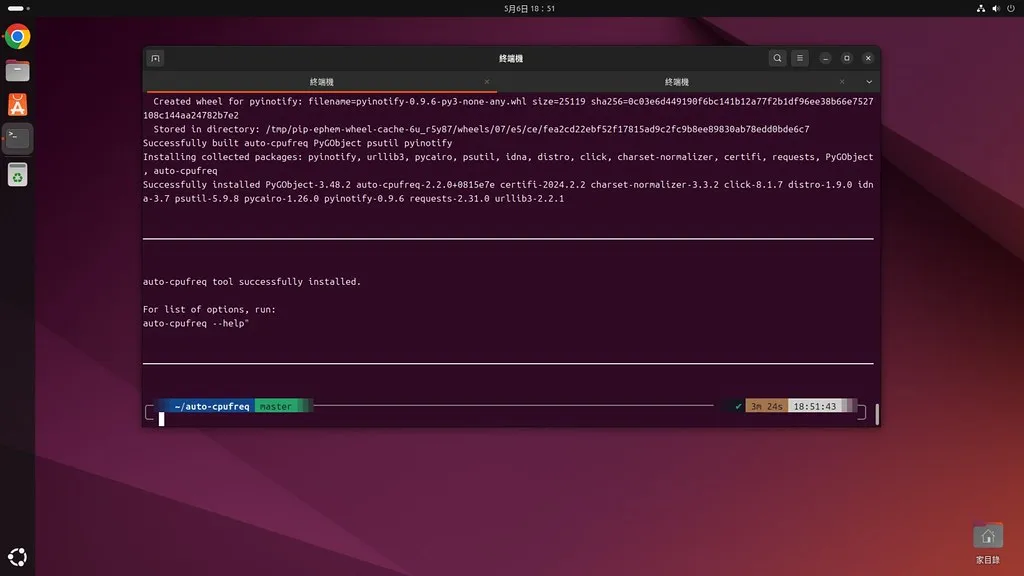 5月6日 18：51
終端機
終端機
終端機
Created wheel for pyinotify: filename=pyinotify-0.9.6-py3-none-any.whl size=25119 sha256=0c03e6d449190f6bc141b12a77f2b1df96ee38b66e7527
108c144aa24782b7e2
Stored in directory: /tmp/pip-ephem-wheel-cache-6u_r5y87/wheels/07/e5/ce/fea2cd22ebf52f17815ad9c2fc9b8ee89830ab78edd0bde6c7
Successfully built auto-cpufreq PyGObject psutil pyinotify
Installing collected packages: pyinotify, urllib3, pycairo, psutil, idna, distro, click, charset-normalizer, certifi, requests, PyGObject
, auto-cpufreq
Successfully installed PyGObject-3.48.2 auto-cpufreq-2.2.0+0815e7e certifi-2024.2.2 charset-normalizer-3.3.2 click-8.1.7 distro-1.9.0 idn
a-3.7 psutil-5.9.8 pycairo-1.26.0 pyinotify-0.9.6 requests-2.31.0 urllib3-2.2.1
auto-cpufreq tool successfully installed.
For list of options, run:
auto-cpufreq --help"
~/auto-cpufreq master ✔ 3m 24s 18:51:43
家目錄